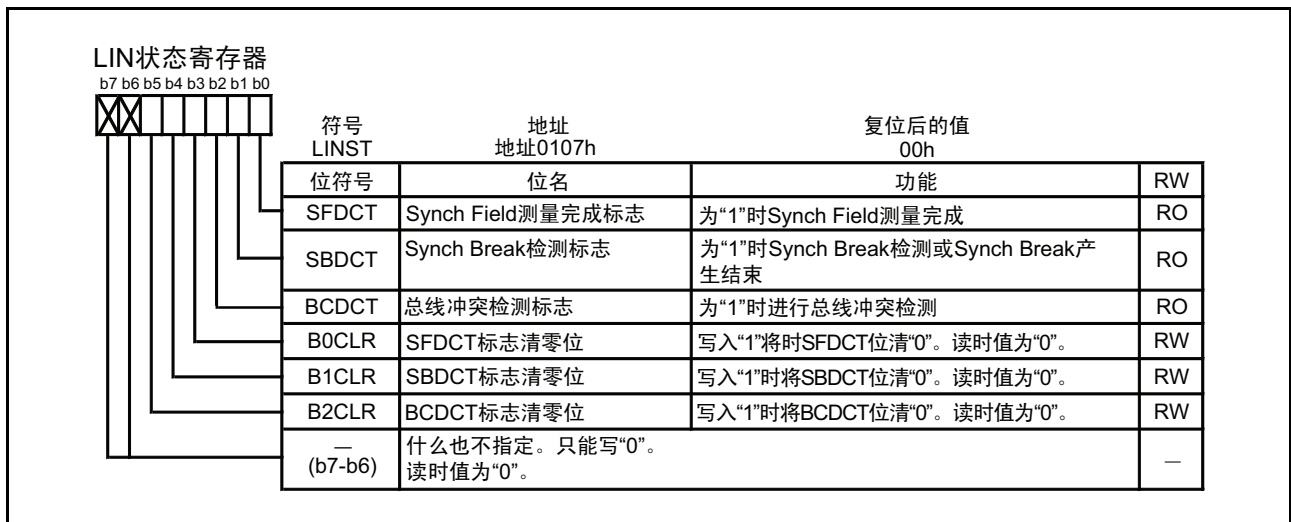 LIN状态寄存器
b7 b6 b5 b4 b3 b2 b1 b0
符号 地址 复位后的值
LINST 地址0107h 00h
位符号 位名 功能 RW
SFDCT Synch Field测量完成标志 为“1”时Synch Field测量完成 RO
SBDCT Synch Break检测标志 为“1”时Synch Break检测或Synch Break产
生结束 RO
BCDCT 总线冲突检测标志 为“1”时进行总线冲突检测 RO
B0CLR SFDCT标志清零位 写入“1”将时SFDCT位清“0”。读时值为“0”。 RW
B1CLR SBDCT标志清零位 写入“1”时将SBDCT位清“0”。读时值为“0”。 RW
B2CLR BCDCT标志清零位 写入“1”时将BCDCT位清“0”。读时值为“0”。 RW
— 什么也不指定。只能写“0”。 —
(b7-b6) 读时值为“0”。